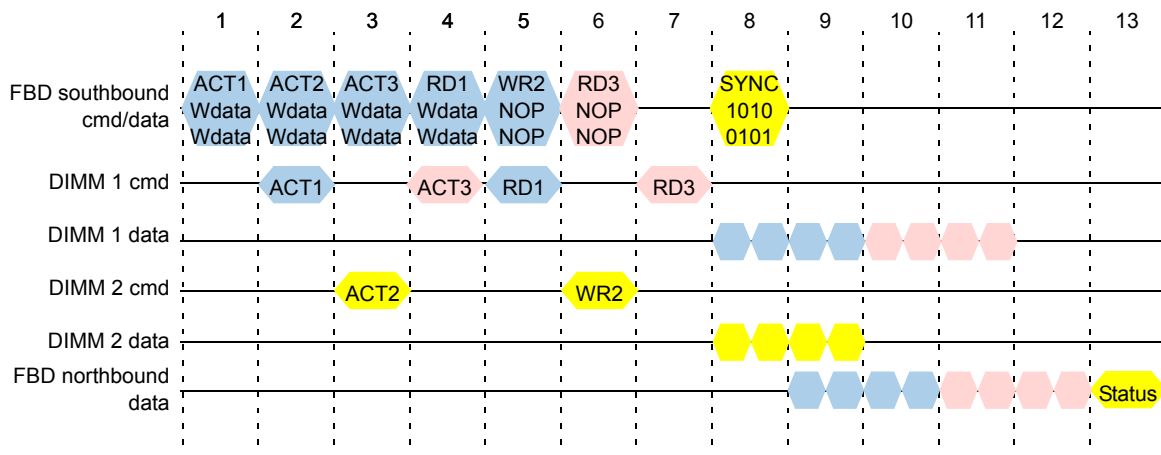 1 2 3 4 5 6 7 8 9 10 11 12 13
FBD southbound
cmd/data
ACT1 ACT2 ACT3 RD1 WR2 RD3 SYNC
Wdata Wdata Wdata Wdata NOP NOP 1010
Wdata Wdata Wdata Wdata NOP NOP 0101
DIMM 1 cmd ACT1 ACT3 RD1 RD3
DIMM 1 data
DIMM 2 cmd ACT2 WR2
DIMM 2 data
FBD northbound
data
Status